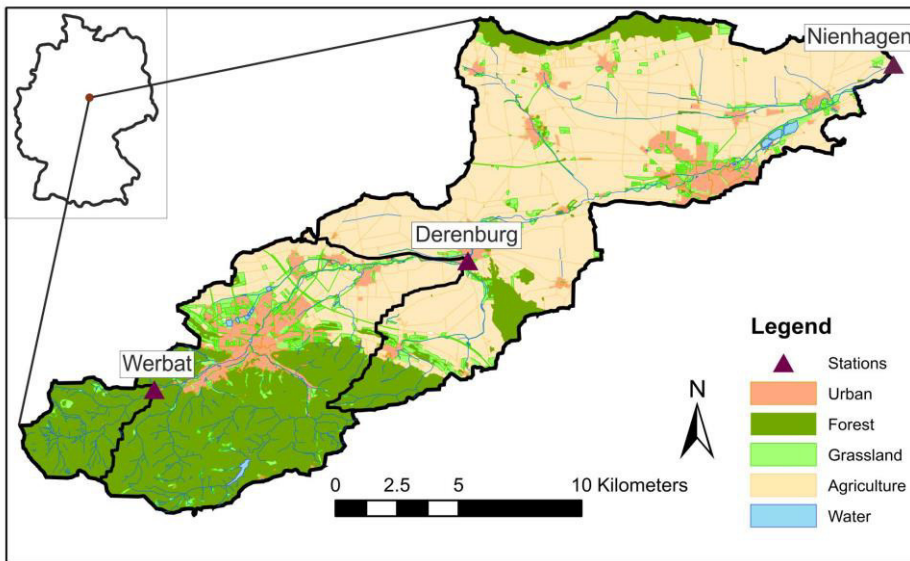 Nienhagen
Derenburg
Werbat
Legend
Stations
Urban
Forest
Grassland
Agriculture
Water
N
0 2.5 5 10 Kilometers